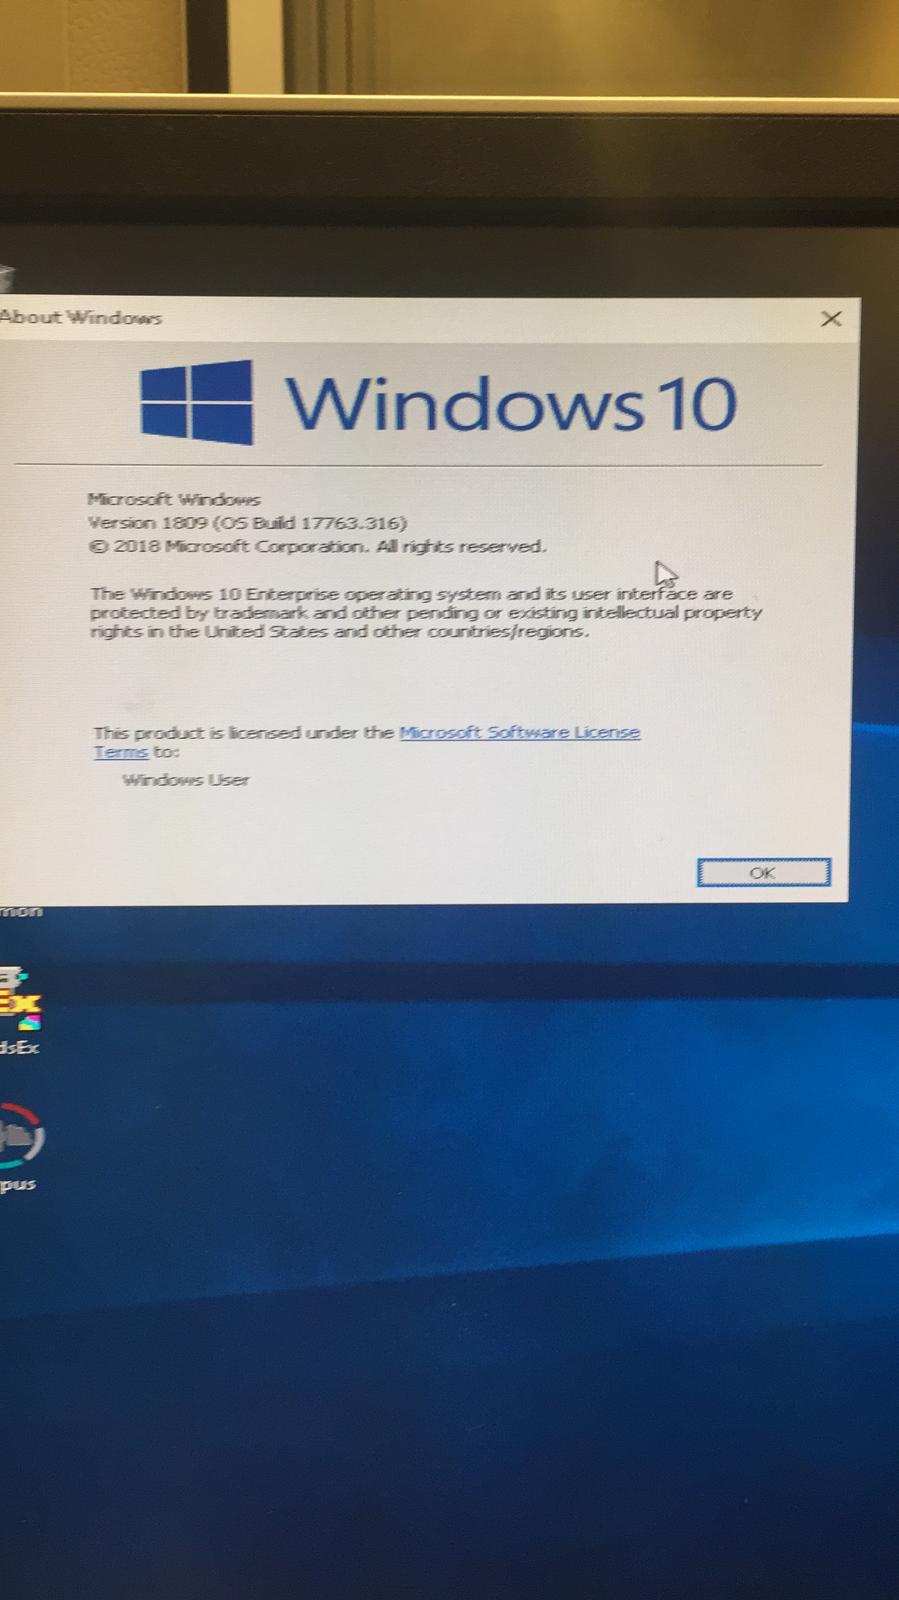 About Windows
Windows 10
Microsoft Windows
Version 1809 (OS Build 17763.316)
© 2018 Microsoft Corporation. All rights reserved.
The Windows 10 Enterprise operating system and its user interface are
protected by trademark and other pending or existing intellectual property
rights in the United States and other countries/regions.
This product is licensed under the Microsoft Software License
Terms to:
Windows User
OK
mon
Ex
dsEx
pus